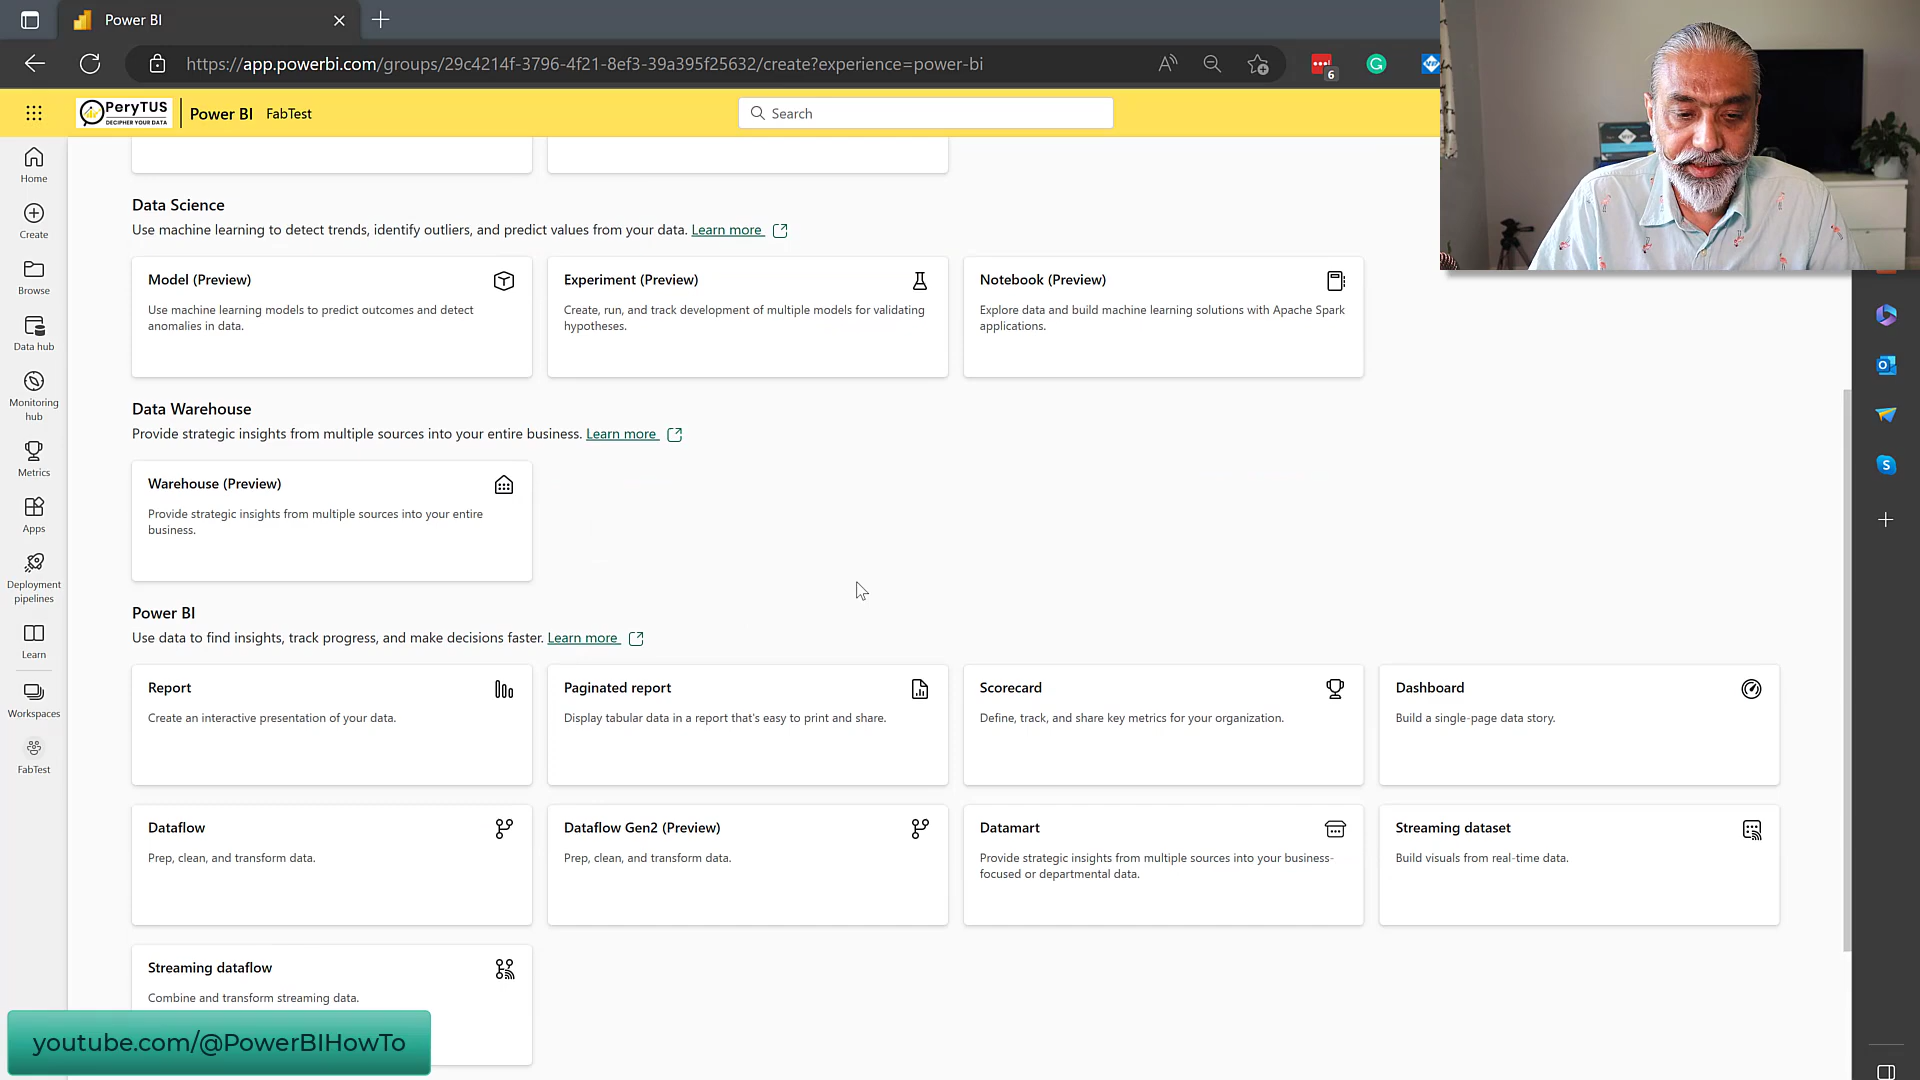 Power BI
https://app.powerbi.com/groups/29c4214f-3796-4f21-8ef3-39a395f25632/create?experience=power-bi
6
PeryTUS
DECIPHER YOUR DATA
Power BI
FabTest
Search
Home
Create
Browse
Data hub
Monitoring
hub
Metrics
Apps
Deployment
pipelines
Learn
Workspaces
FabTest
Data Science
Use machine learning to detect trends, identify outliers, and predict values from your data. Learn more
Model (Preview)
Use machine learning models to predict outcomes and detect
anomalies in data.
Experiment (Preview)
Create, run, and track development of multiple models for validating
hypotheses.
Notebook (Preview)
Explore data and build machine learning solutions with Apache Spark
applications.
Data Warehouse
Provide strategic insights from multiple sources into your entire business. Learn more
Warehouse (Preview)
Provide strategic insights from multiple sources into your entire
business.
Power BI
Use data to find insights, track progress, and make decisions faster. Learn more
Report
Create an interactive presentation of your data.
Paginated report
Display tabular data in a report that's easy to print and share.
Scorecard
Define, track, and share key metrics for your organization.
Dashboard
Build a single-page data story.
Dataflow
Prep, clean, and transform data.
Dataflow Gen2 (Preview)
Prep, clean, and transform data.
Datamart
Provide strategic insights from multiple sources into your business-
focused or departmental data.
Streaming dataset
Build visuals from real-time data.
Streaming dataflow
Combine and transform streaming data.
youtube.com/@PowerBIHowTo